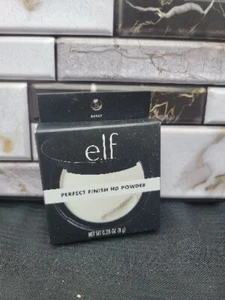 e.l.f
PERFECT FINISH HD POWDER
NET WT 0.28 OZ (8 g)